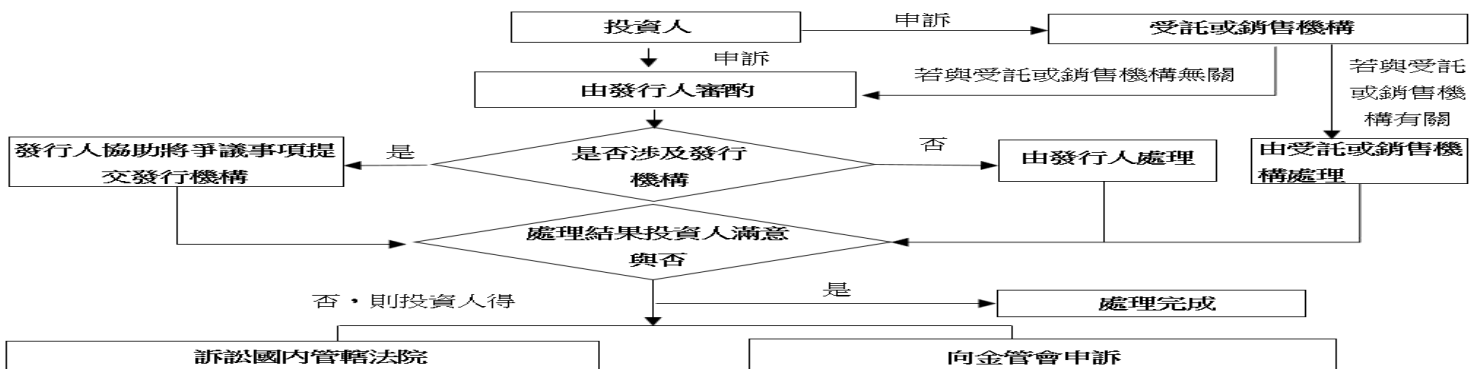 投資人
申訴
受託或銷售機構
申訴
若與受託或銷售機構無關
若與受託
或銷售機
構有關
由發行人審酌
發行人協助將爭議事項提
交發行機構
是
是否涉及發行
機構
否
由發行人處理
由受託或銷售機
構處理
處理結果投資人滿意
與否
否，則投資人得
是
處理完成
訴訟國內管轄法院
向金管會申訴